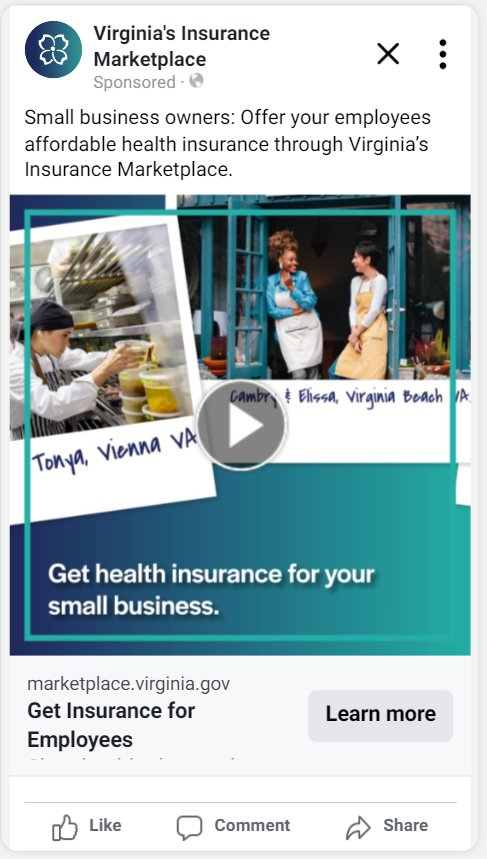 Virginia's Insurance
Marketplace
Sponsored ·
Small business owners: Offer your employees
affordable health insurance through Virginia's
Insurance Marketplace.
Tonya, Vienna VA
Cambry & Elissa, Virginia Beach VA
Get health insurance for your
small business.
marketplace.virginia.gov
Get Insurance for
Employees
Learn more
Like
Comment
Share